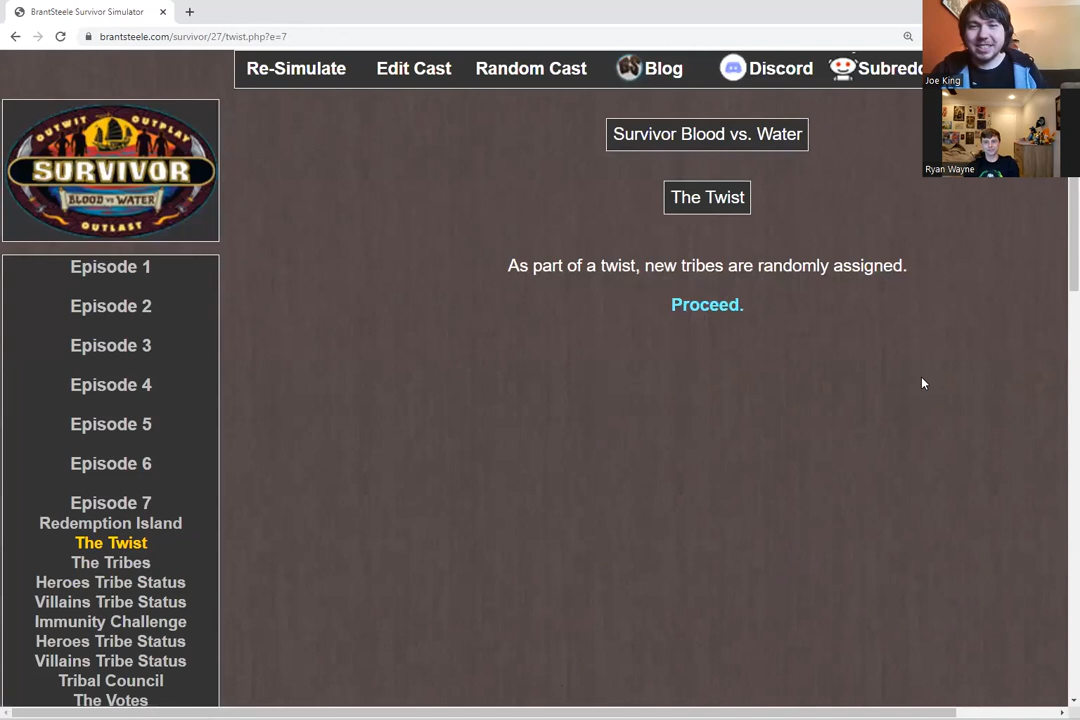 BrantSteele Survivor Simulator
brantsteele.com/survivor/27/twist.php?e=7
Re-Simulate Edit Cast Random Cast Blog Discord Subredd
Joe King
Ryan Wayne
OUTWIT OUTPLAY
SURVIVOR
BLOOD vs WATER
OUTLAST
Survivor Blood vs. Water
The Twist
As part of a twist, new tribes are randomly assigned.
Proceed.
Episode 1
Episode 2
Episode 3
Episode 4
Episode 5
Episode 6
Episode 7
Redemption Island
The Twist
The Tribes
Heroes Tribe Status
Villains Tribe Status
Immunity Challenge
Heroes Tribe Status
Villains Tribe Status
Tribal Council
The Votes